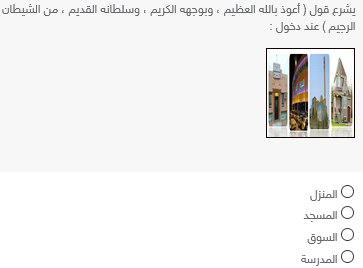 يشرع قول ( أعوذ بالله العظيم ، وبوجهه الكريم ، وسلطانه القديم ، من الشيطان
الرجيم ) عند دخول :
المنزل
المسجد
السوق
المدرسة